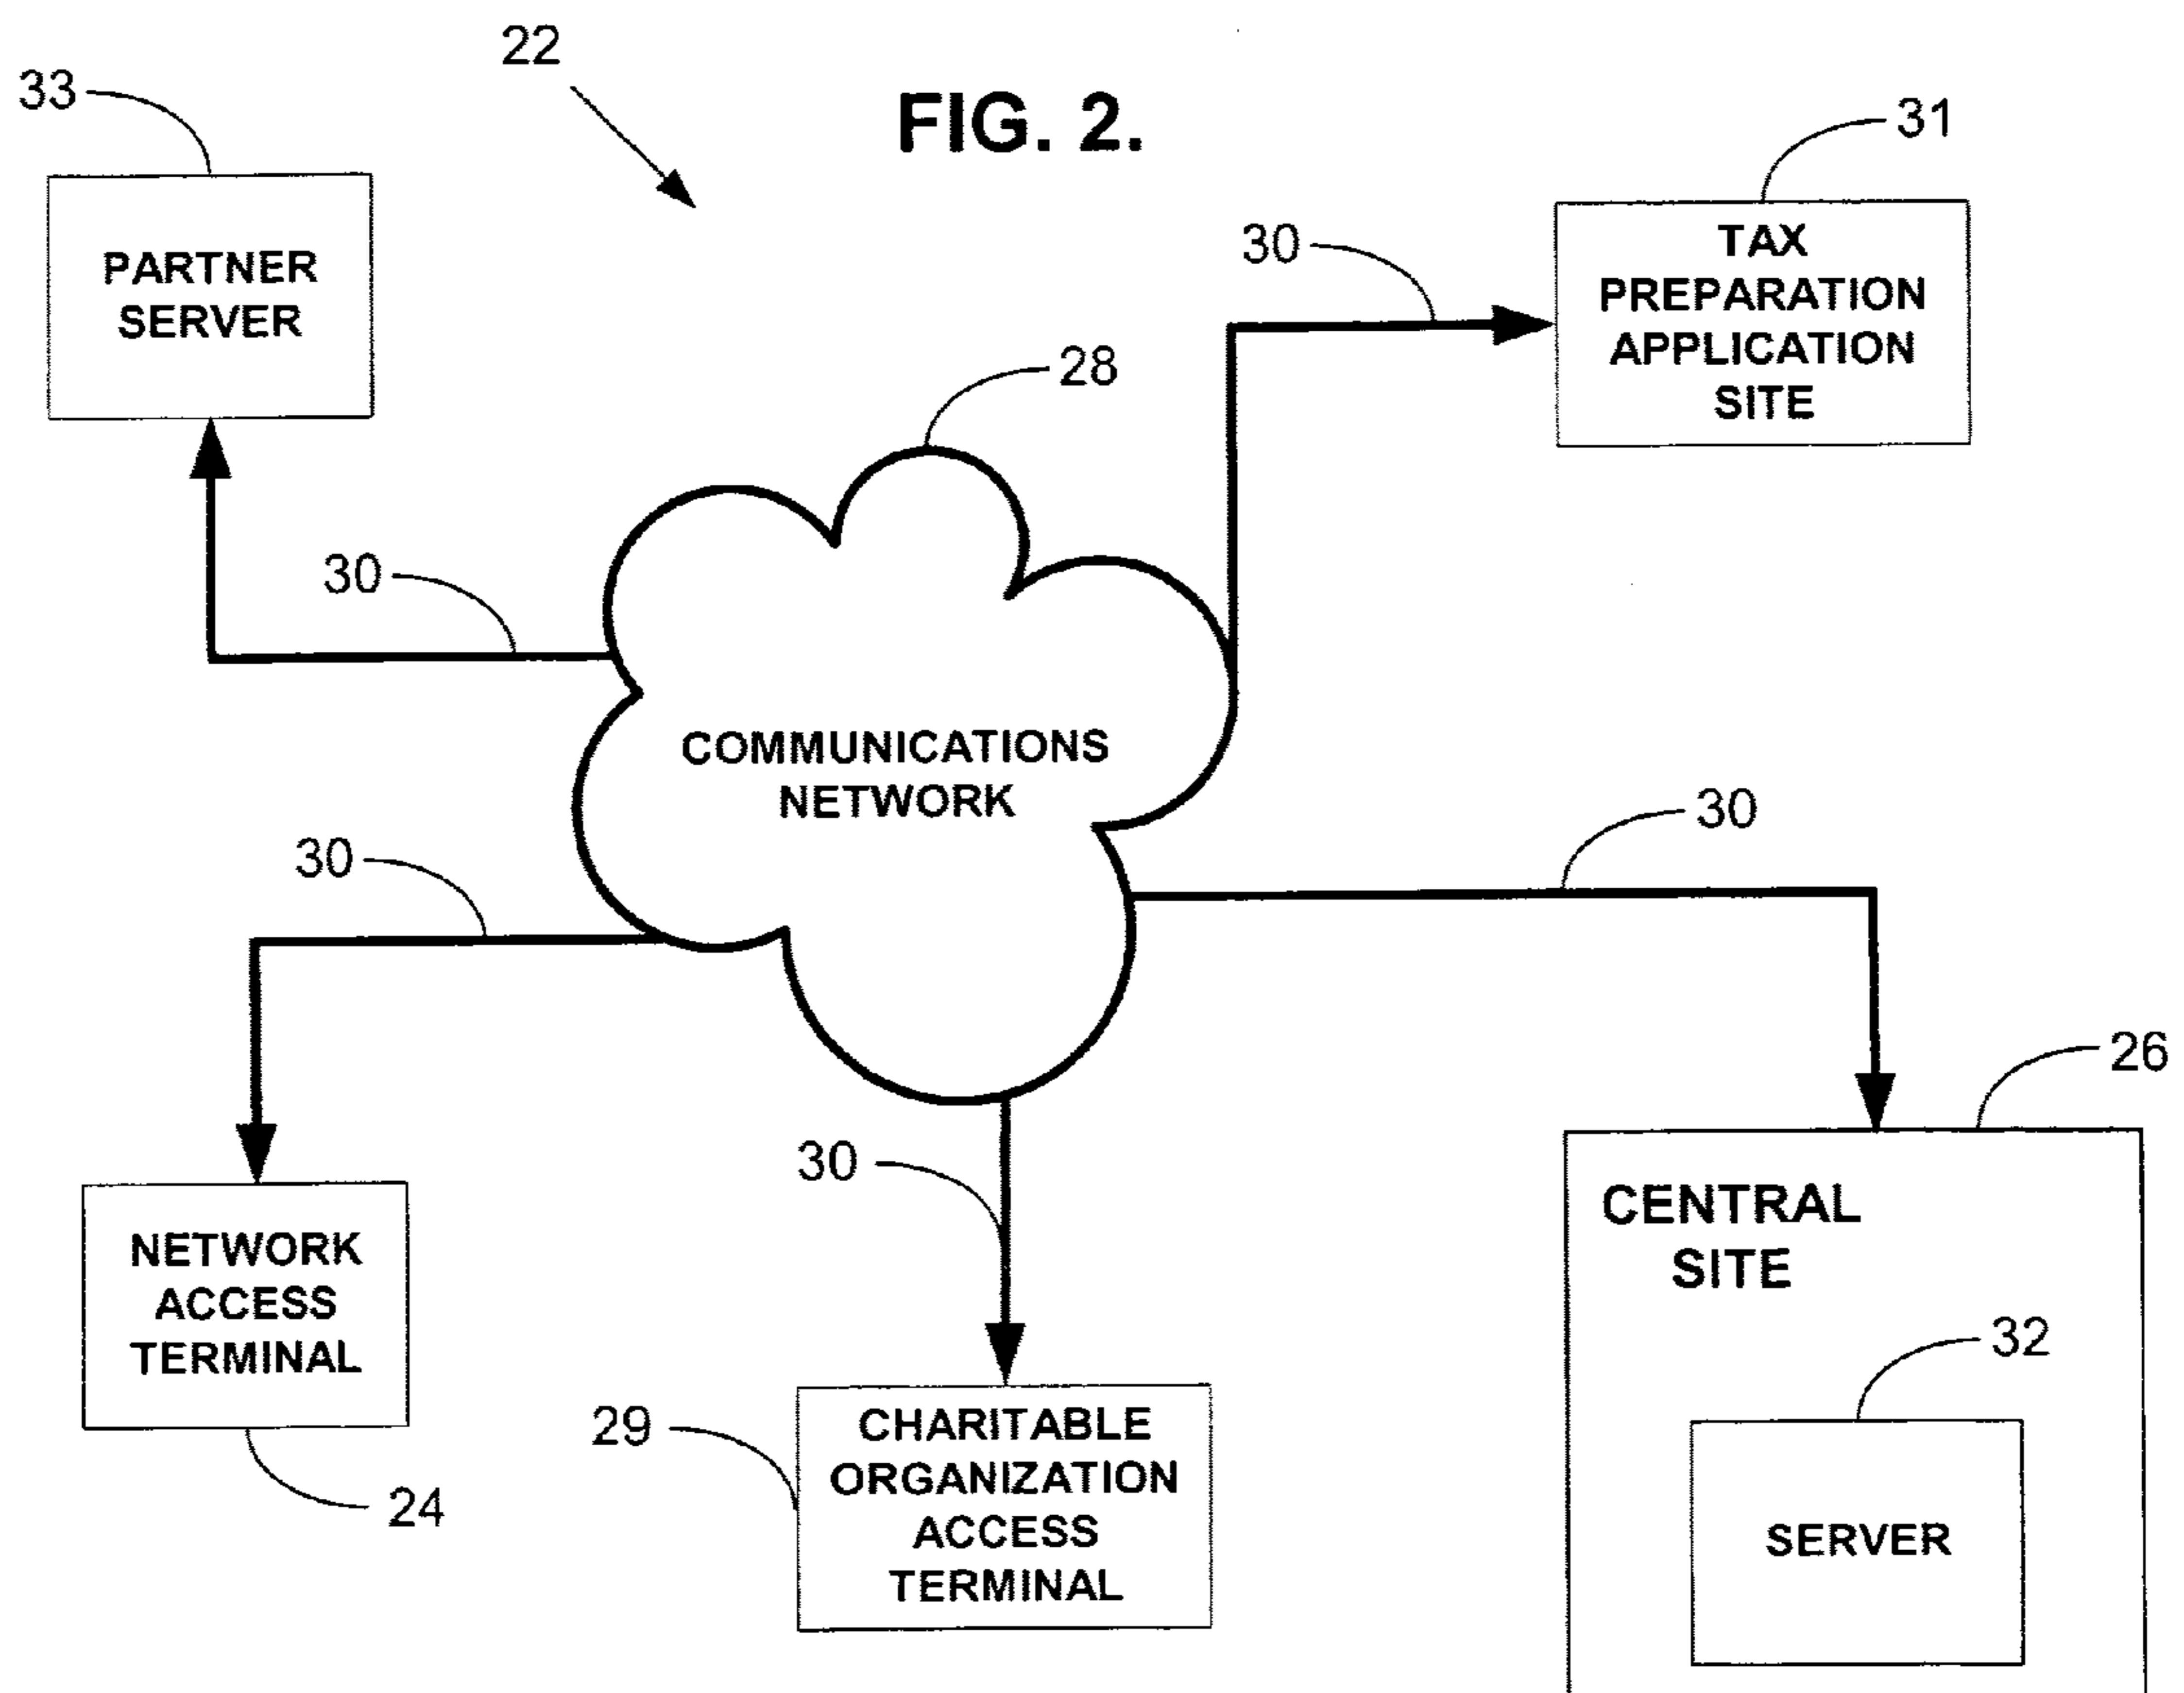 22
33
FIG. 2.
31
PARTNER
SERVER
30
TAX
PREPARATION
APPLICATION
SITE
28
30
COMMUNICATIONS
NETWORK
30
30
26
30
CENTRAL
SITE
NETWORK
ACCESS
TERMINAL
32
29
CHARITABLE
ORGANIZATION
ACCESS
TERMINAL
24
SERVER